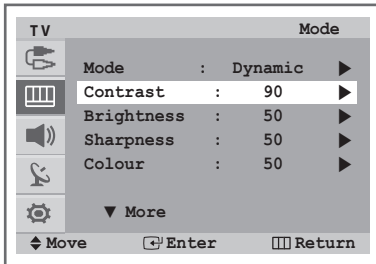 TV Mode
Mode : Dynamic ▶
Contrast : 90 ▶
Brightness : 50 ▶
Sharpness : 50 ▶
Colour : 50 ▶
▼ More
Move Enter Return